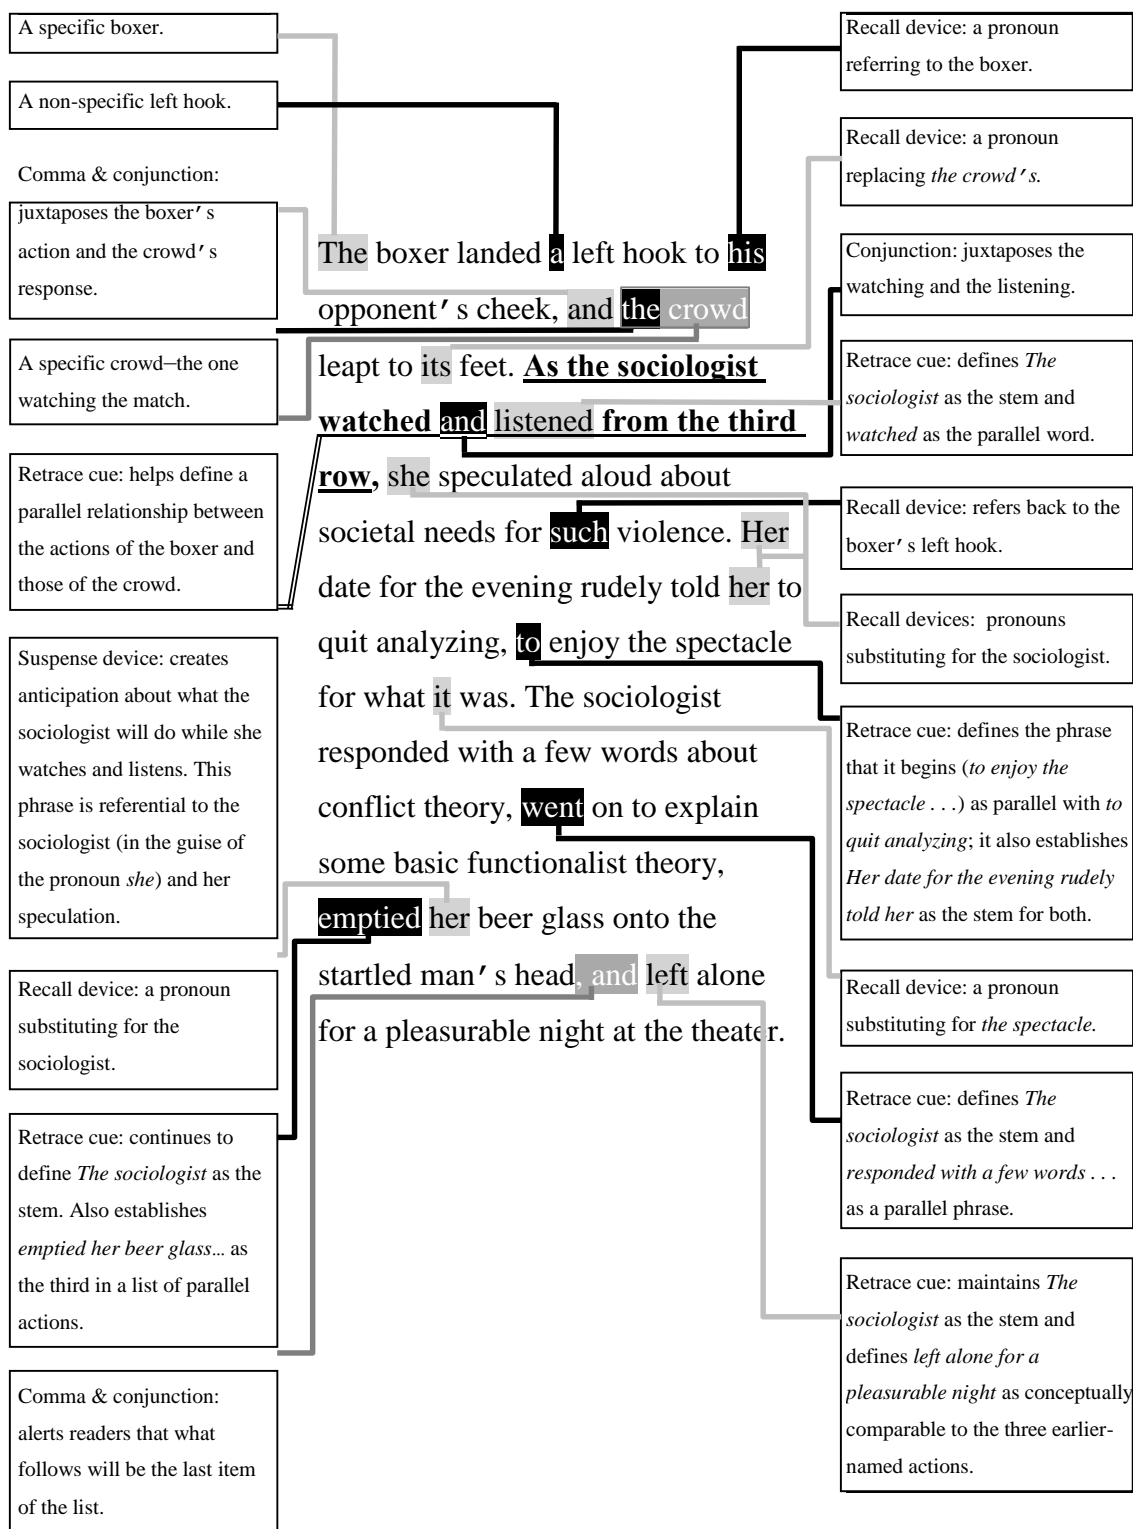 A specific boxer.
A non-specific left hook.
Comma & conjunction:
juxtaposes the boxer's
action and the crowd's
response.
A specific crowd–the one
watching the match.
Retrace cue: helps define a
parallel relationship between
the actions of the boxer and
those of the crowd.
Suspense device: creates
anticipation about what the
sociologist will do while she
watches and listens. This
phrase is referential to the
sociologist (in the guise of
the pronoun she) and her
speculation.
Recall device: a pronoun
substituting for the
sociologist.
Retrace cue: continues to
define The sociologist as the
stem. Also establishes
emptied her beer glass... as
the third in a list of parallel
actions.
Comma & conjunction:
alerts readers that what
follows will be the last item
of the list.
The boxer landed a left hook to his
opponent's cheek, and the crowd
leapt to its feet. As the sociologist
watched and listened from the third
row, she speculated aloud about
societal needs for such violence. Her
date for the evening rudely told her to
quit analyzing, to enjoy the spectacle
for what it was. The sociologist
responded with a few words about
conflict theory, went on to explain
some basic functionalist theory,
emptied her beer glass onto the
startled man's head, and left alone
for a pleasurable night at the theater.
Recall device: a pronoun
referring to the boxer.
Recall device: a pronoun
replacing the crowd's.
Conjunction: juxtaposes the
watching and the listening.
Retrace cue: defines The
sociologist as the stem and
watched as the parallel word.
Recall device: refers back to the
boxer's left hook.
Recall devices: pronouns
substituting for the sociologist.
Retrace cue: defines the phrase
that it begins (to enjoy the
spectacle . . .) as parallel with to
quit analyzing; it also establishes
Her date for the evening rudely
told her as the stem for both.
Recall device: a pronoun
substituting for the spectacle.
Retrace cue: defines The
sociologist as the stem and
responded with a few words . . .
as a parallel phrase.
Retrace cue: maintains The
sociologist as the stem and
defines left alone for a
pleasurable night as conceptually
comparable to the three earlier-
named actions.